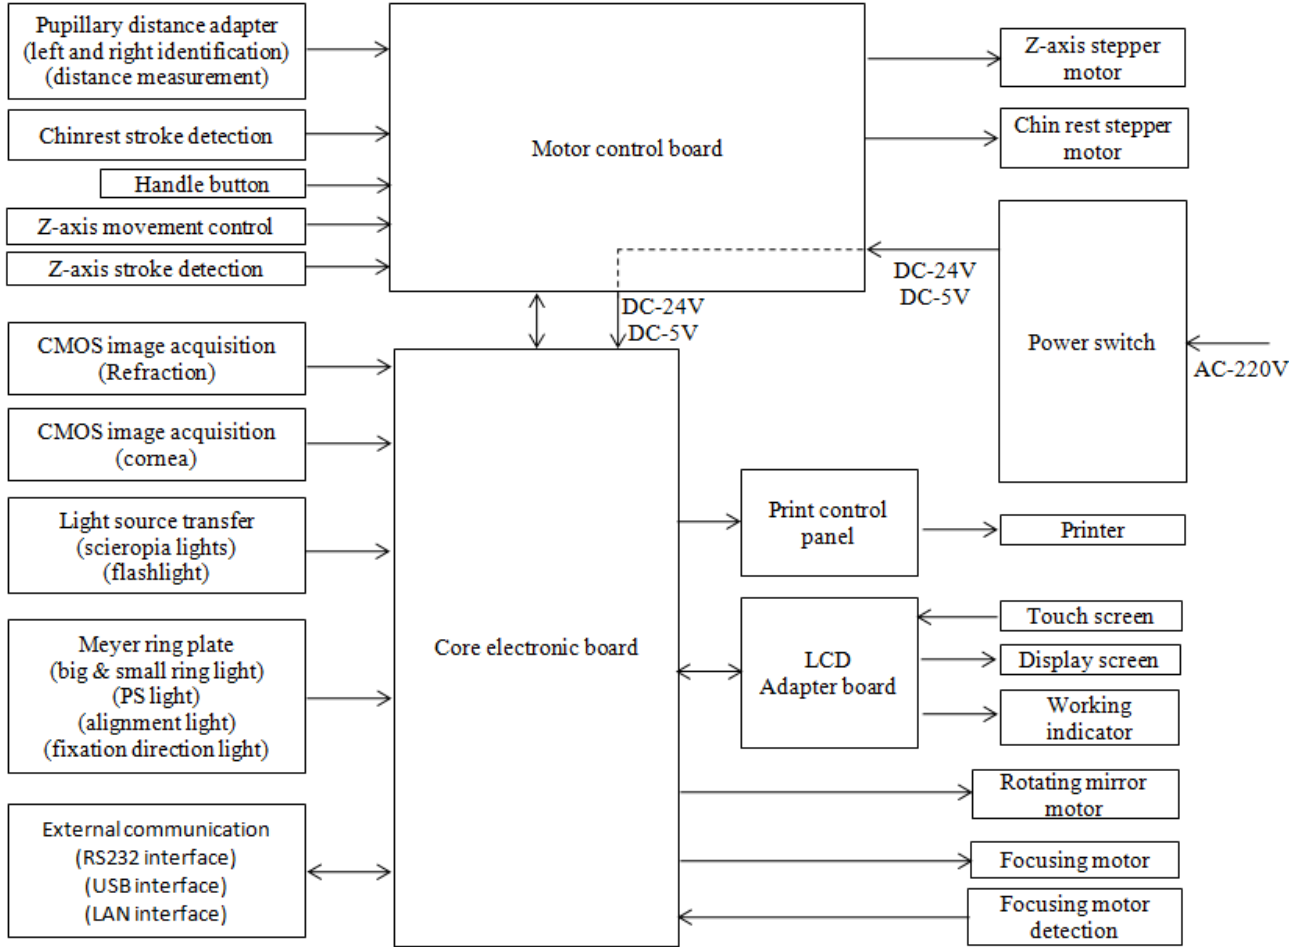 Pupillary distance adapter
(left and right identification)
(distance measurement)
Chinrest stroke detection
Handle button
Z-axis movement control
Z-axis stroke detection
Motor control board
Z-axis stepper
motor
Chin rest stepper
motor
DC-24V
DC-5V
DC-24V
DC-5V
Power switch
AC-220V
CMOS image acquisition
(Refraction)
CMOS image acquisition
(cornea)
Light source transfer
(scieropia lights)
(flashlight)
Meyer ring plate
(big & small ring light)
(PS light)
(alignment light)
(fixation direction light)
External communication
(RS232 interface)
(USB interface)
(LAN interface)
Core electronic board
Print control
panel
Printer
LCD
Adapter board
Touch screen
Display screen
Working
indicator
Rotating mirror
motor
Focusing motor
Focusing motor
detection